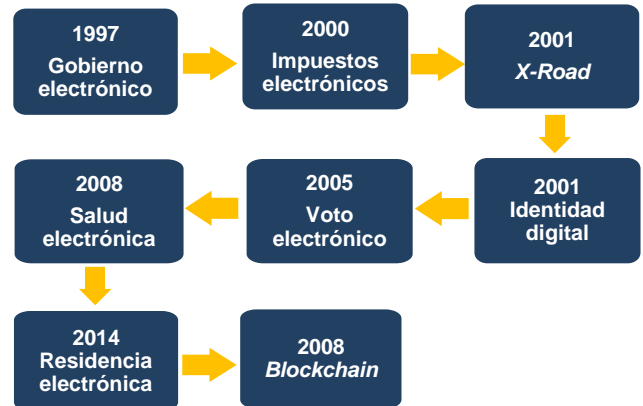 1997
Gobierno
electrónico
2000
Impuestos
electrónicos
2001
X-Road
2001
Identidad
digital
2005
Voto
electrónico
2008
Salud
electrónica
2014
Residencia
electrónica
2008
Blockchain